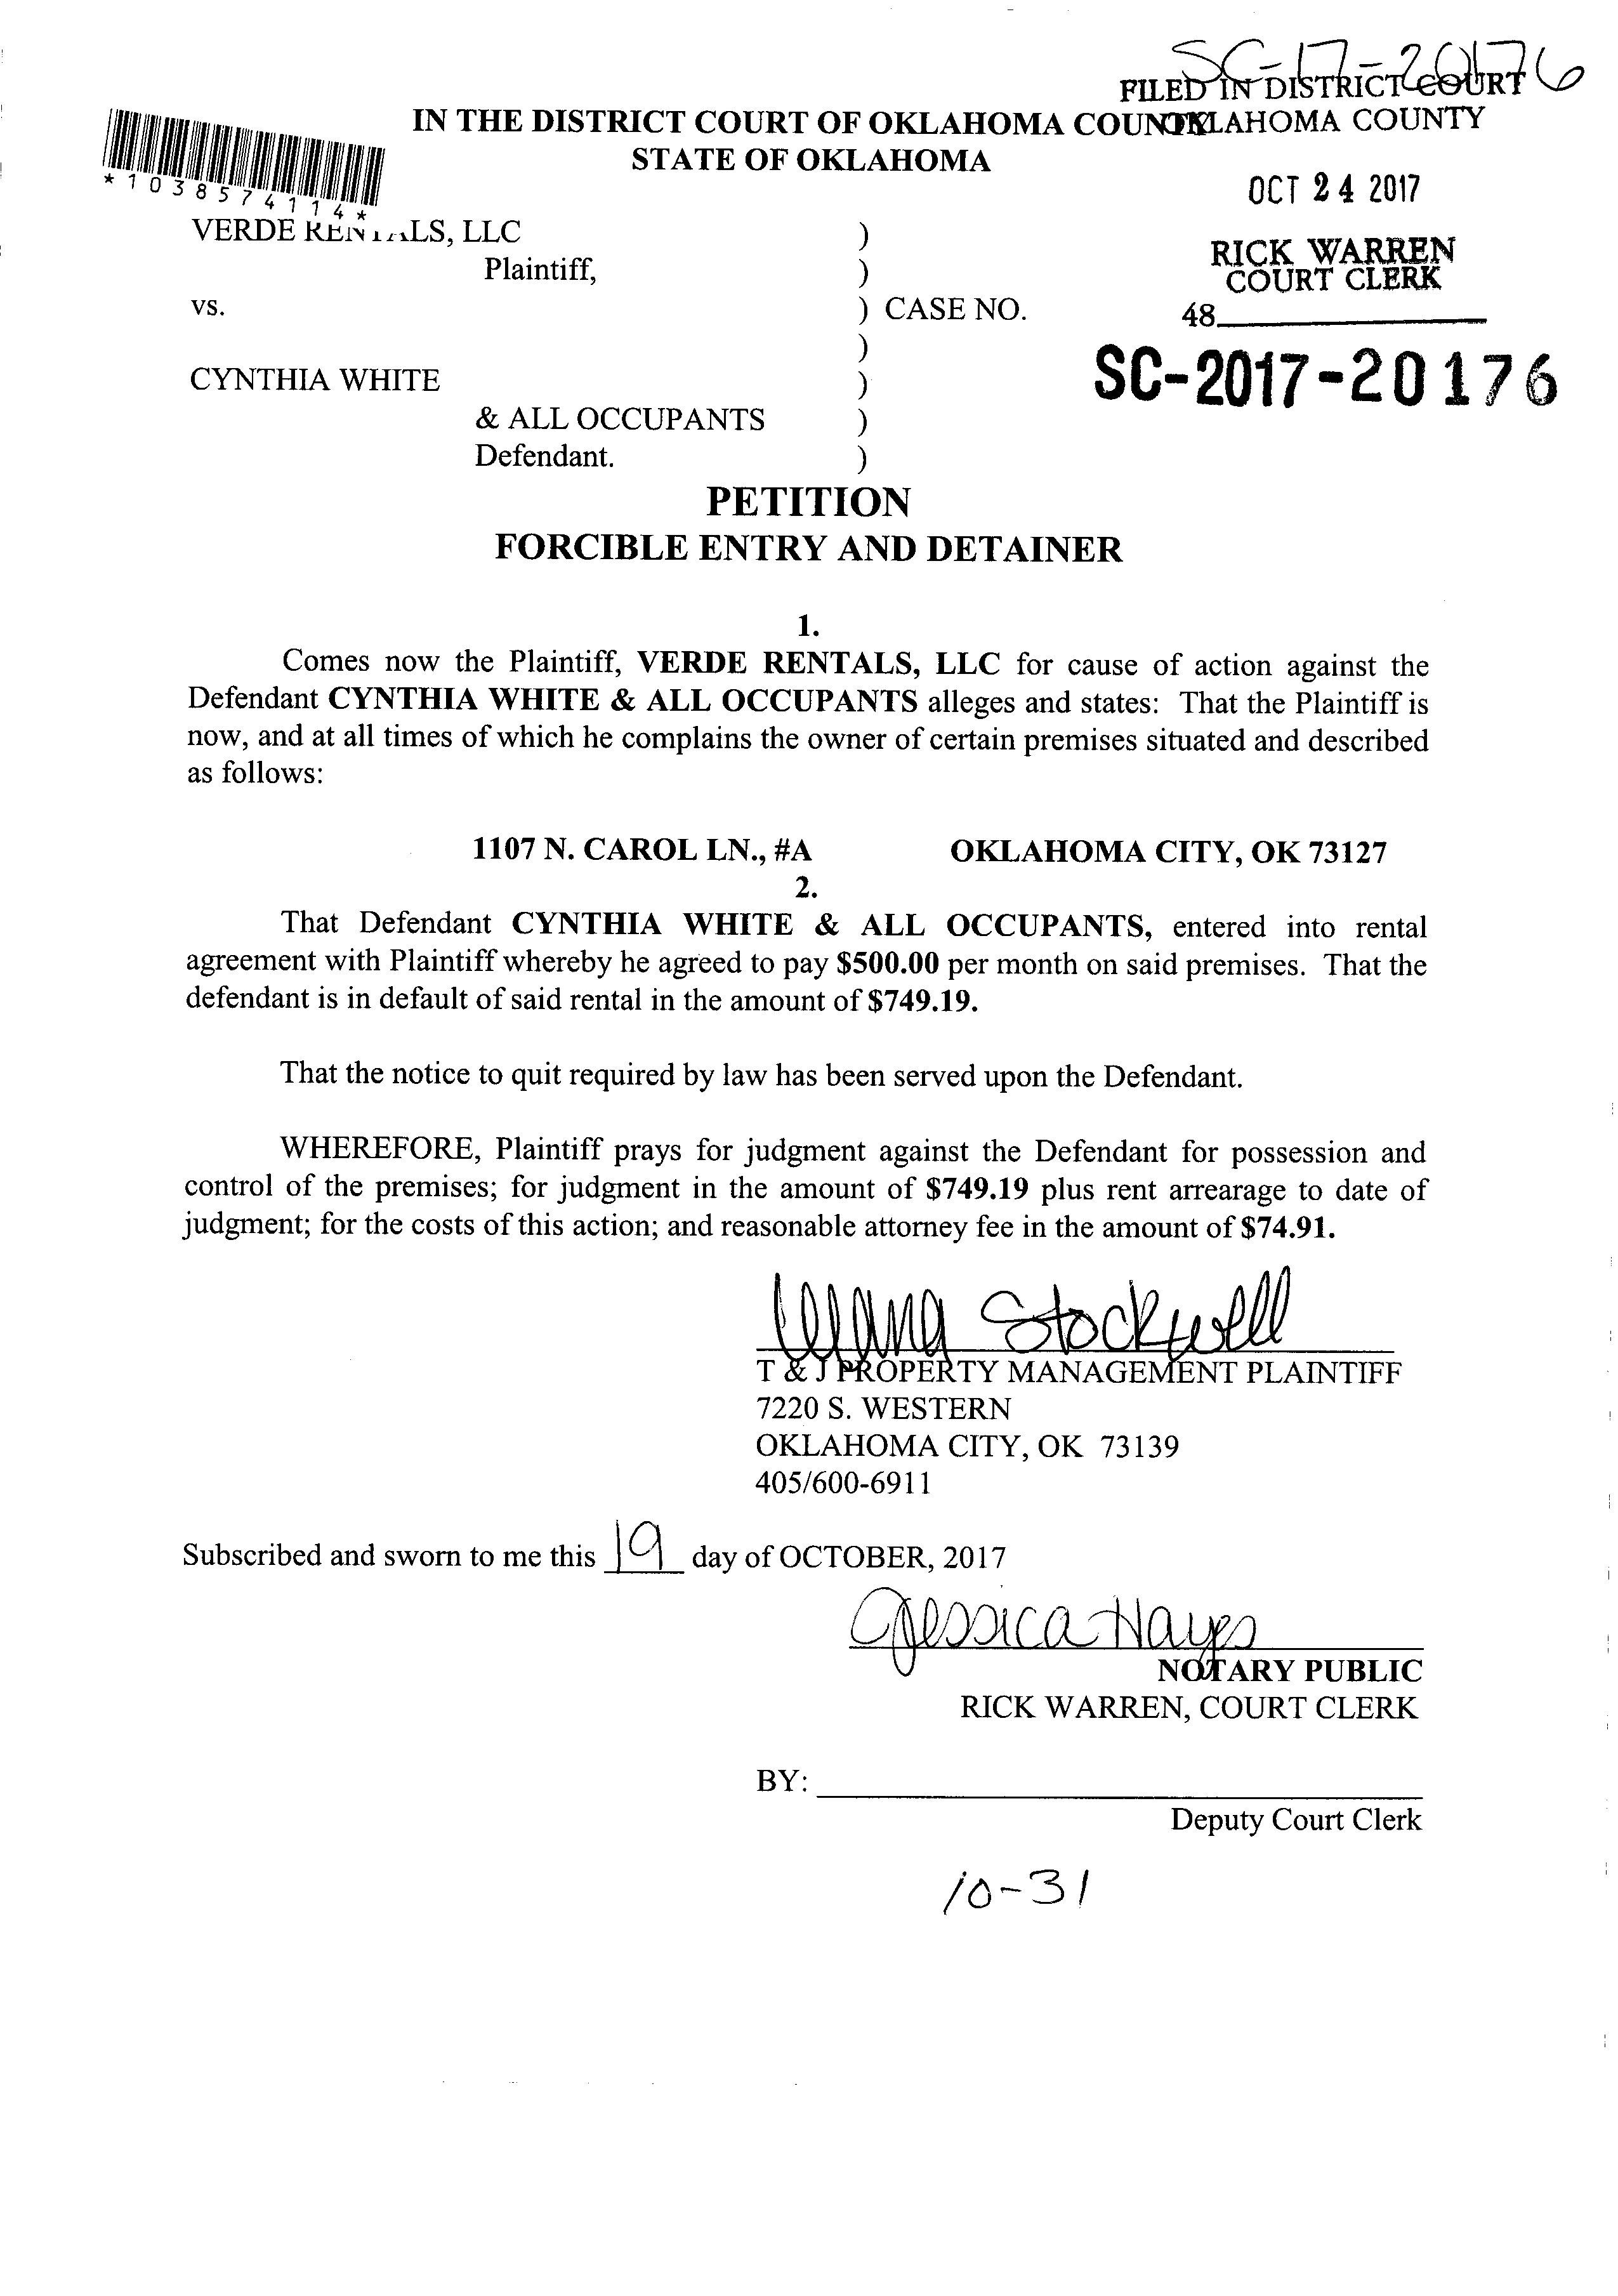 SC-17-20176
FILED IN DISTRICT COURT
OKLAHOMA COUNTY
IN THE DISTRICT COURT OF OKLAHOMA COUNTY
STATE OF OKLAHOMA
*1038574114*
OCT 24 2017
VERDE RENTALS, LLC )
Plaintiff, )
RICK WARREN
COURT CLERK
vs. ) CASE NO.
48
)
SC-2017-20176
CYNTHIA WHITE )
& ALL OCCUPANTS )
Defendant. )
PETITION
FORCIBLE ENTRY AND DETAINER
1.
Comes now the Plaintiff, VERDE RENTALS, LLC for cause of action against the
Defendant CYNTHIA WHITE & ALL OCCUPANTS alleges and states: That the Plaintiff is
now, and at all times of which he complains the owner of certain premises situated and described
as follows:
1107 N. CAROL LN., #A OKLAHOMA CITY, OK 73127
2.
That Defendant CYNTHIA WHITE & ALL OCCUPANTS, entered into rental
agreement with Plaintiff whereby he agreed to pay $500.00 per month on said premises. That the
defendant is in default of said rental in the amount of $749.19.
That the notice to quit required by law has been served upon the Defendant.
WHEREFORE, Plaintiff prays for judgment against the Defendant for possession and
control of the premises; for judgment in the amount of $749.19 plus rent arrearage to date of
judgment; for the costs of this action; and reasonable attorney fee in the amount of $74.91.
Stockwell
T & J PROPERTY MANAGEMENT PLAINTIFF
7220 S. WESTERN
OKLAHOMA CITY, OK 73139
405/600-6911
Subscribed and sworn to me this 19 day of OCTOBER, 2017
Jessica Hayes
NOTARY PUBLIC
RICK WARREN, COURT CLERK
BY:
Deputy Court Clerk
10-31